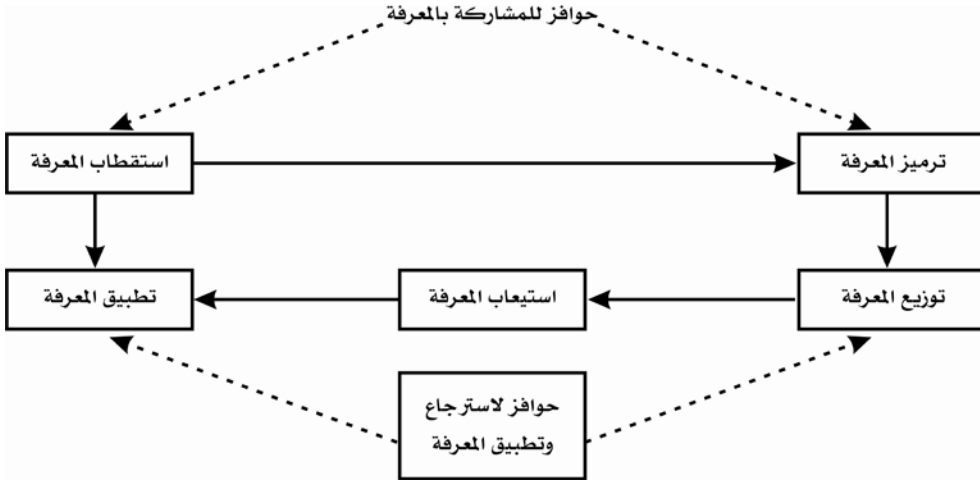 حوافز للمشاركة بالمعرفة
ترميز المعرفة
استقطاب المعرفة
توزيع المعرفة
استيعاب المعرفة
تطبيق المعرفة
حوافز لاسترجاع
وتطبيق المعرفة